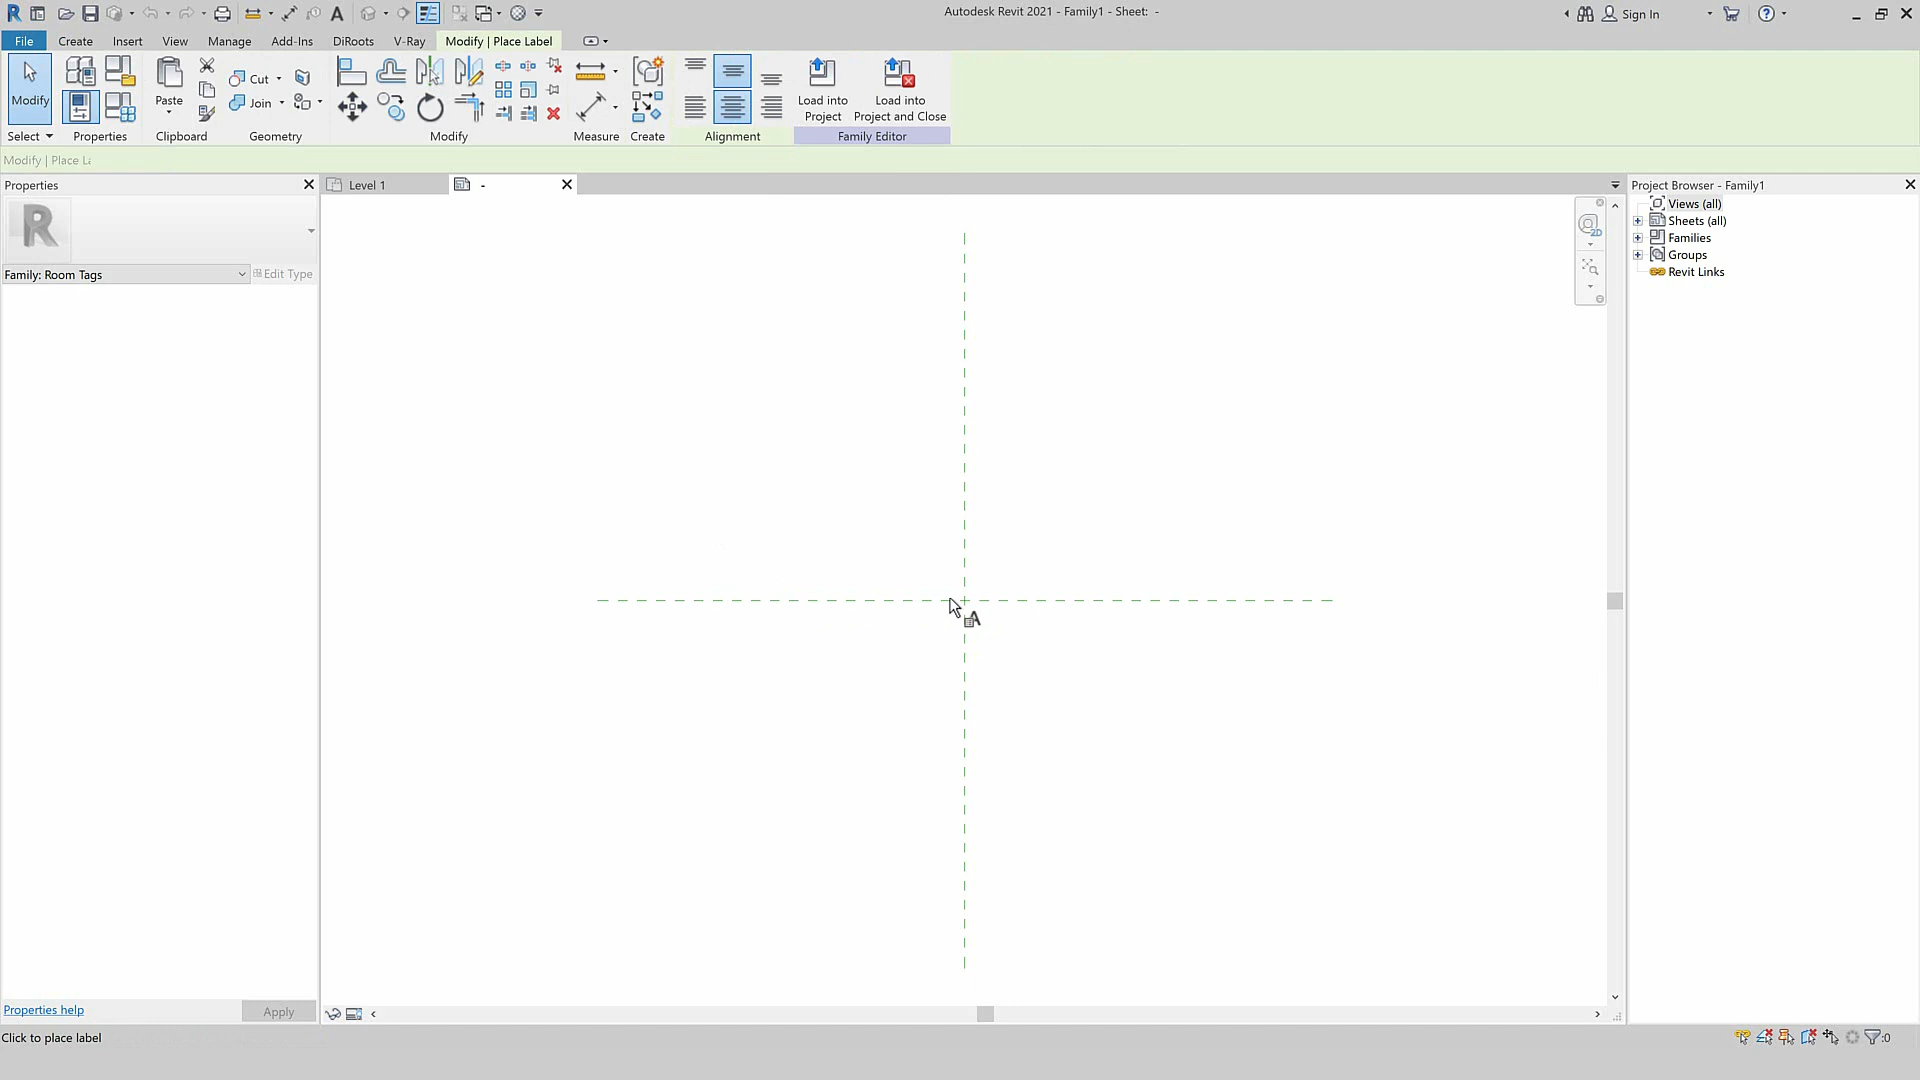 Autodesk Revit 2021 - Family1 - Sheet: -
Sign In
File Create Insert View Manage Add-Ins DiRoots V-Ray Modify | Place Label
Modify
Paste
Cut
Join
Load into Project
Load into Project and Close
Select Properties Clipboard Geometry Modify Measure Create Alignment Family Editor
Modify | Place La
Properties
Level 1
-
Project Browser - Family1
R
Family: Room Tags
Edit Type
2D
Views (all)
Sheets (all)
Families
Groups
Revit Links
A
Properties help
Apply
Click to place label
:0